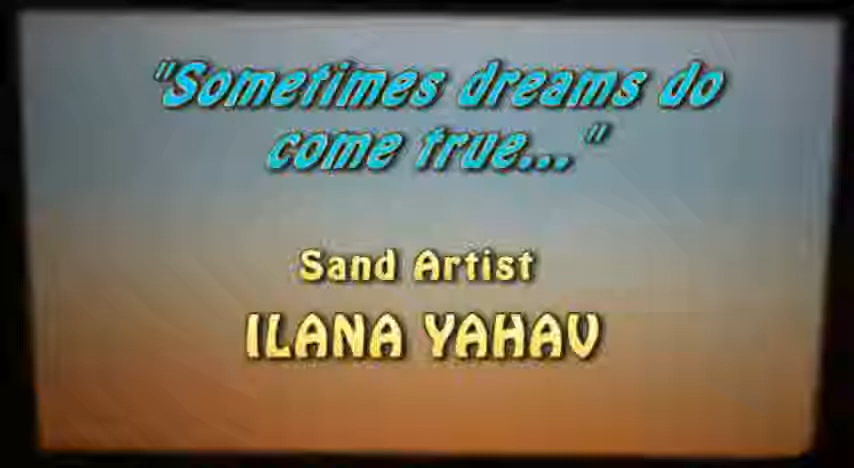 "Sometimes dreams do
come true..."
Sand Artist
ILANA YAHAV